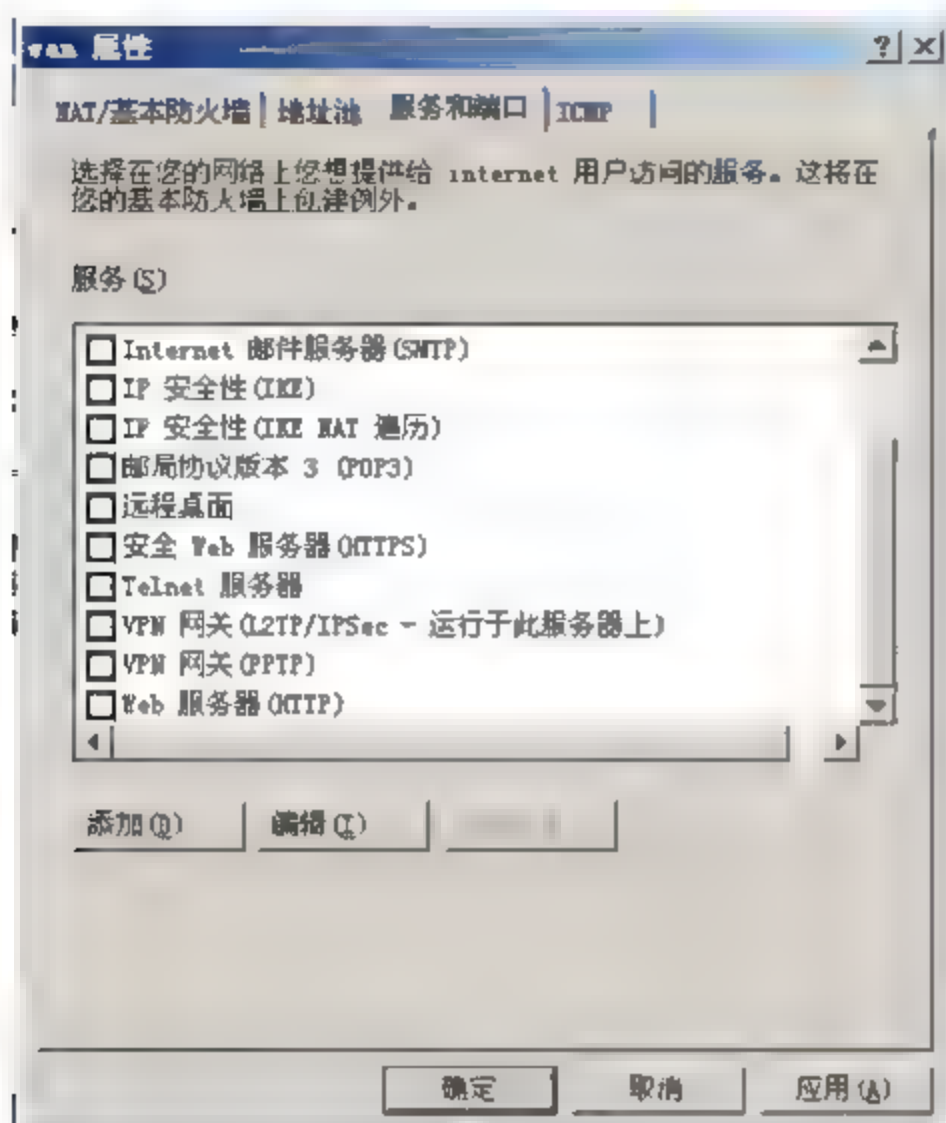 wan 属性
NAT/基本防火墙 地址池 服务和端口 ICMP
选择在您的网络上您想提供给 internet 用户访问的服务。这将在
您的基本防火墙上创建例外。
服务(S)
Internet 邮件服务器(SMTP)
IP 安全性(IKE)
IP 安全性(IKE NAT 遍历)
邮局协议版本 3 (POP3)
远程桌面
安全 Web 服务器(HTTPS)
Telnet 服务器
VPN 网关(L2TP/IPSec - 运行于此服务器上)
VPN 网关(PPTP)
Web 服务器(HTTP)
添加(D) 编辑(I)
确定 取消 应用(A)